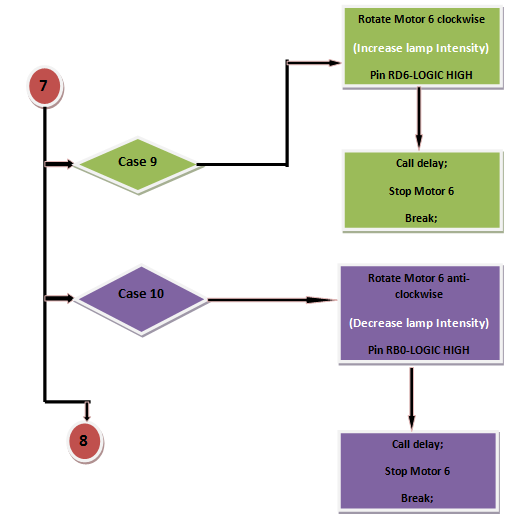 7
Case 9
Rotate Motor 6 clockwise
(Increase lamp Intensity)
Pin RD6-LOGIC HIGH
Call delay;
Stop Motor 6
Break;
Case 10
Rotate Motor 6 anti-
clockwise
(Decrease lamp Intensity)
Pin RB0-LOGIC HIGH
Call delay;
Stop Motor 6
Break;
8